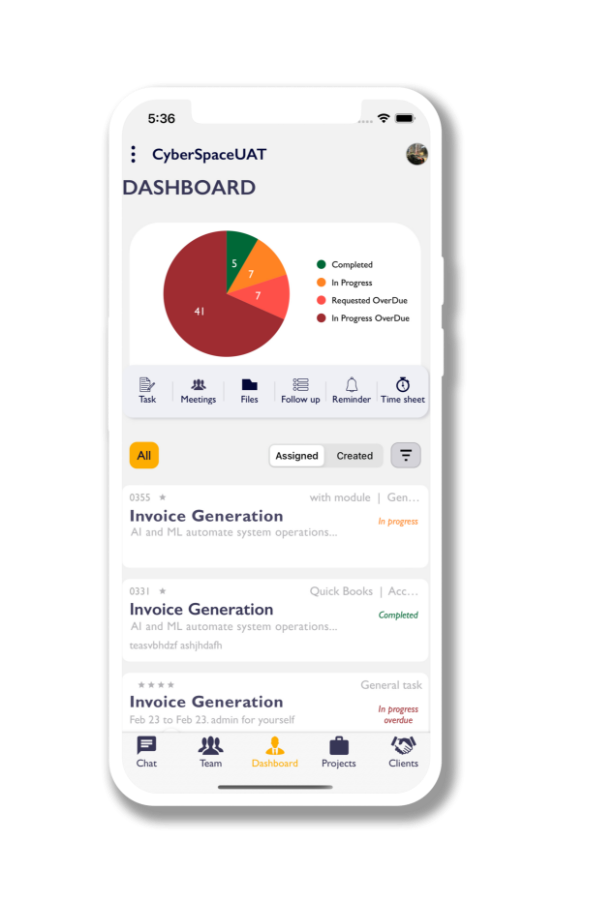 5:36
CyberSpaceUAT
DASHBOARD
5
7
7
41
Completed
In Progress
Requested OverDue
In Progress OverDue
Task
Meetings
Files
Follow up
Reminder
Time sheet
All
Assigned
Created
0355 ★ with module | Gen...
Invoice Generation
In progress
AI and ML automate system operations...
0331 ★ Quick Books | Acc...
Invoice Generation
Completed
AI and ML automate system operations...
teasvbhdzf ashjhdafh
★★★★ General task
Invoice Generation
In progress
overdue
Feb 23 to Feb 23. admin for yourself
Chat
Team
Dashboard
Projects
Clients